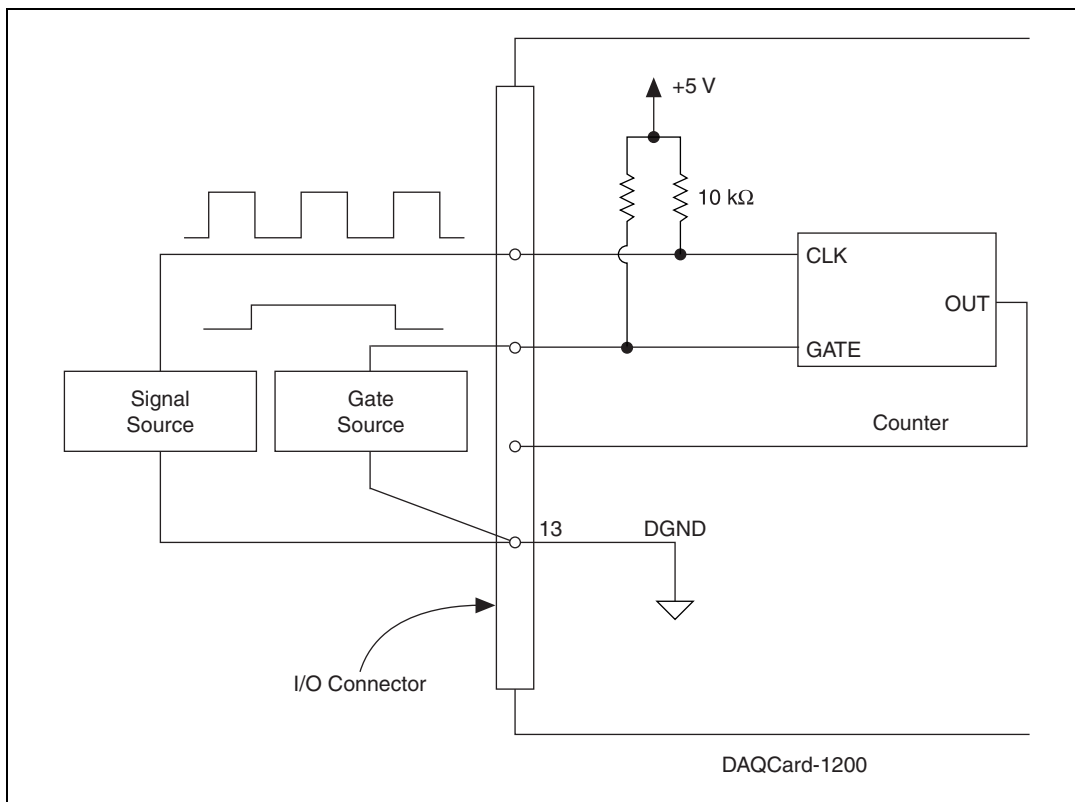 +5 V
10 kΩ
CLK
OUT
GATE
Signal
Source
Gate
Source
Counter
13
DGND
I/O Connector
DAQCard-1200